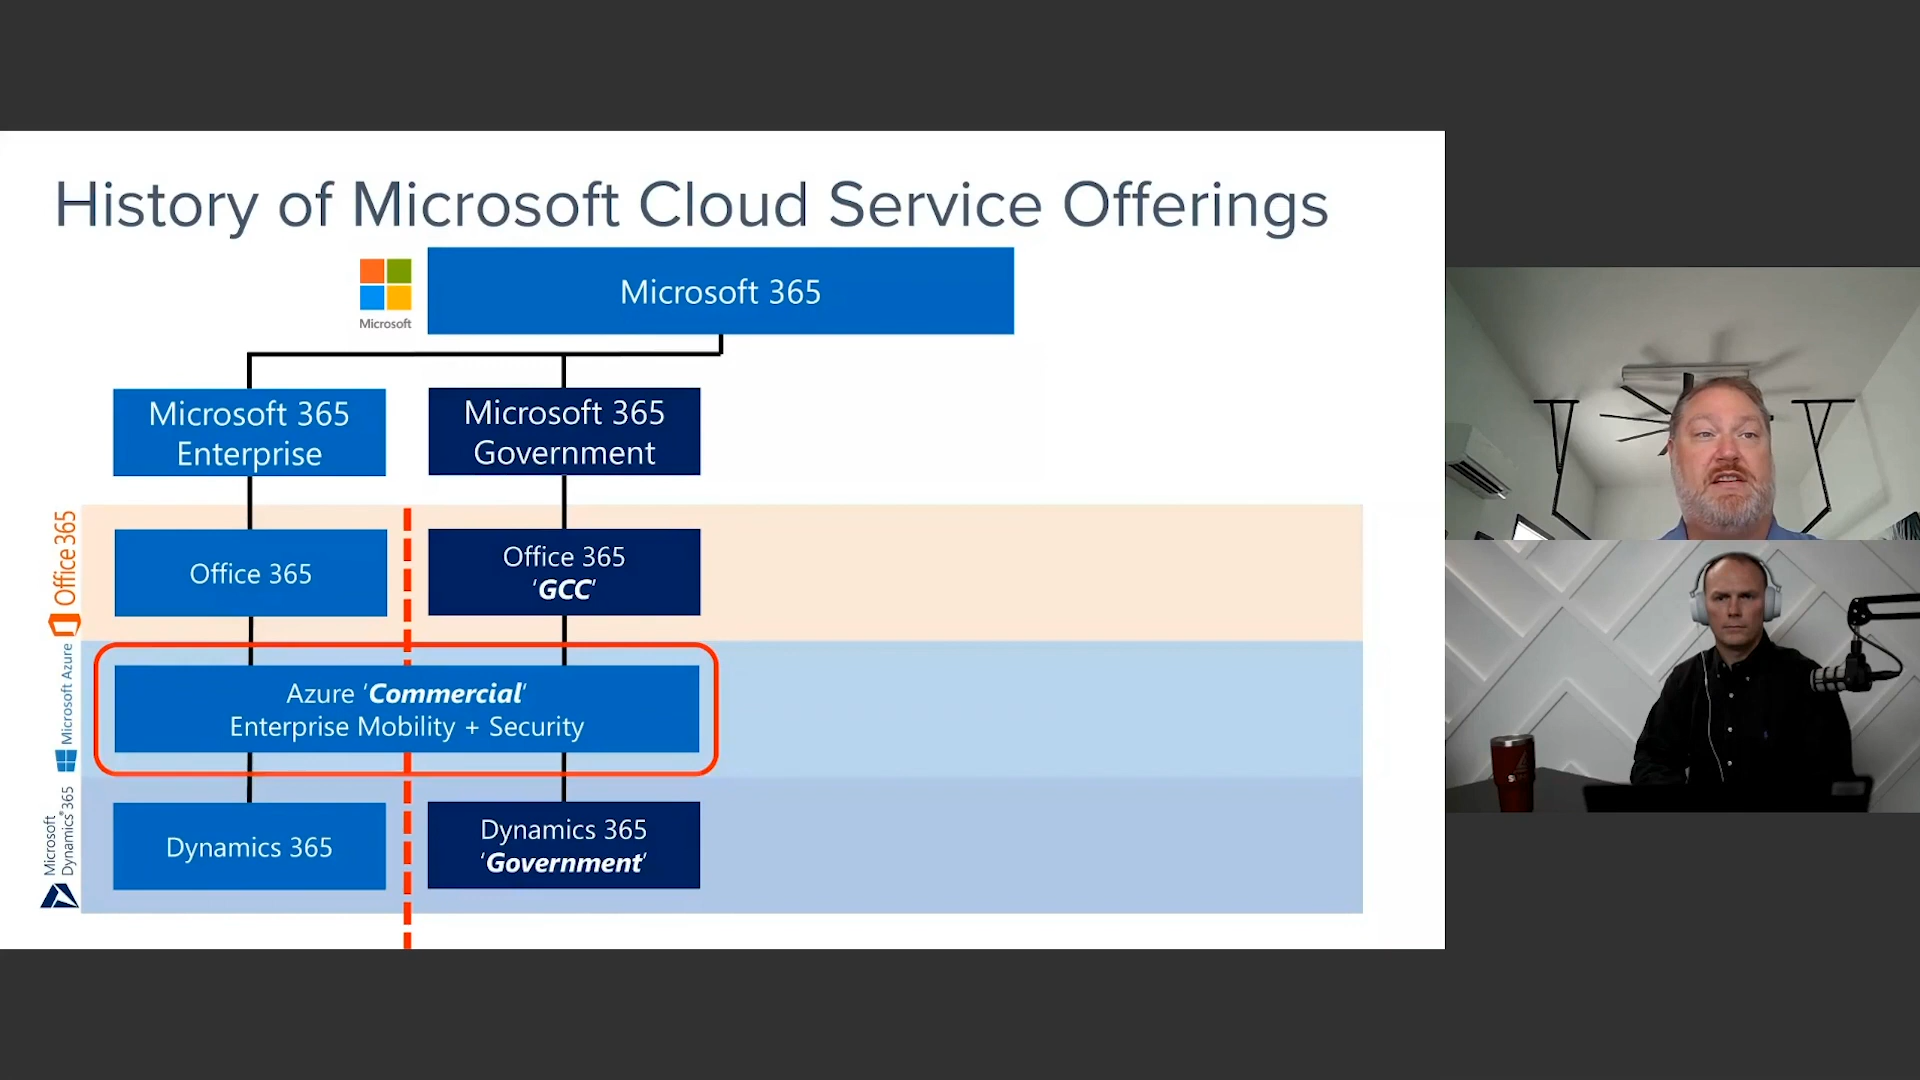 History of Microsoft Cloud Service Offerings
Microsoft
Microsoft 365
Microsoft 365
Enterprise
Microsoft 365
Government
Office 365
Office 365
Office 365
'GCC'
Microsoft Azure
Azure 'Commercial'
Enterprise Mobility + Security
Microsoft
Dynamics 365
Dynamics 365
Dynamics 365
'Government'